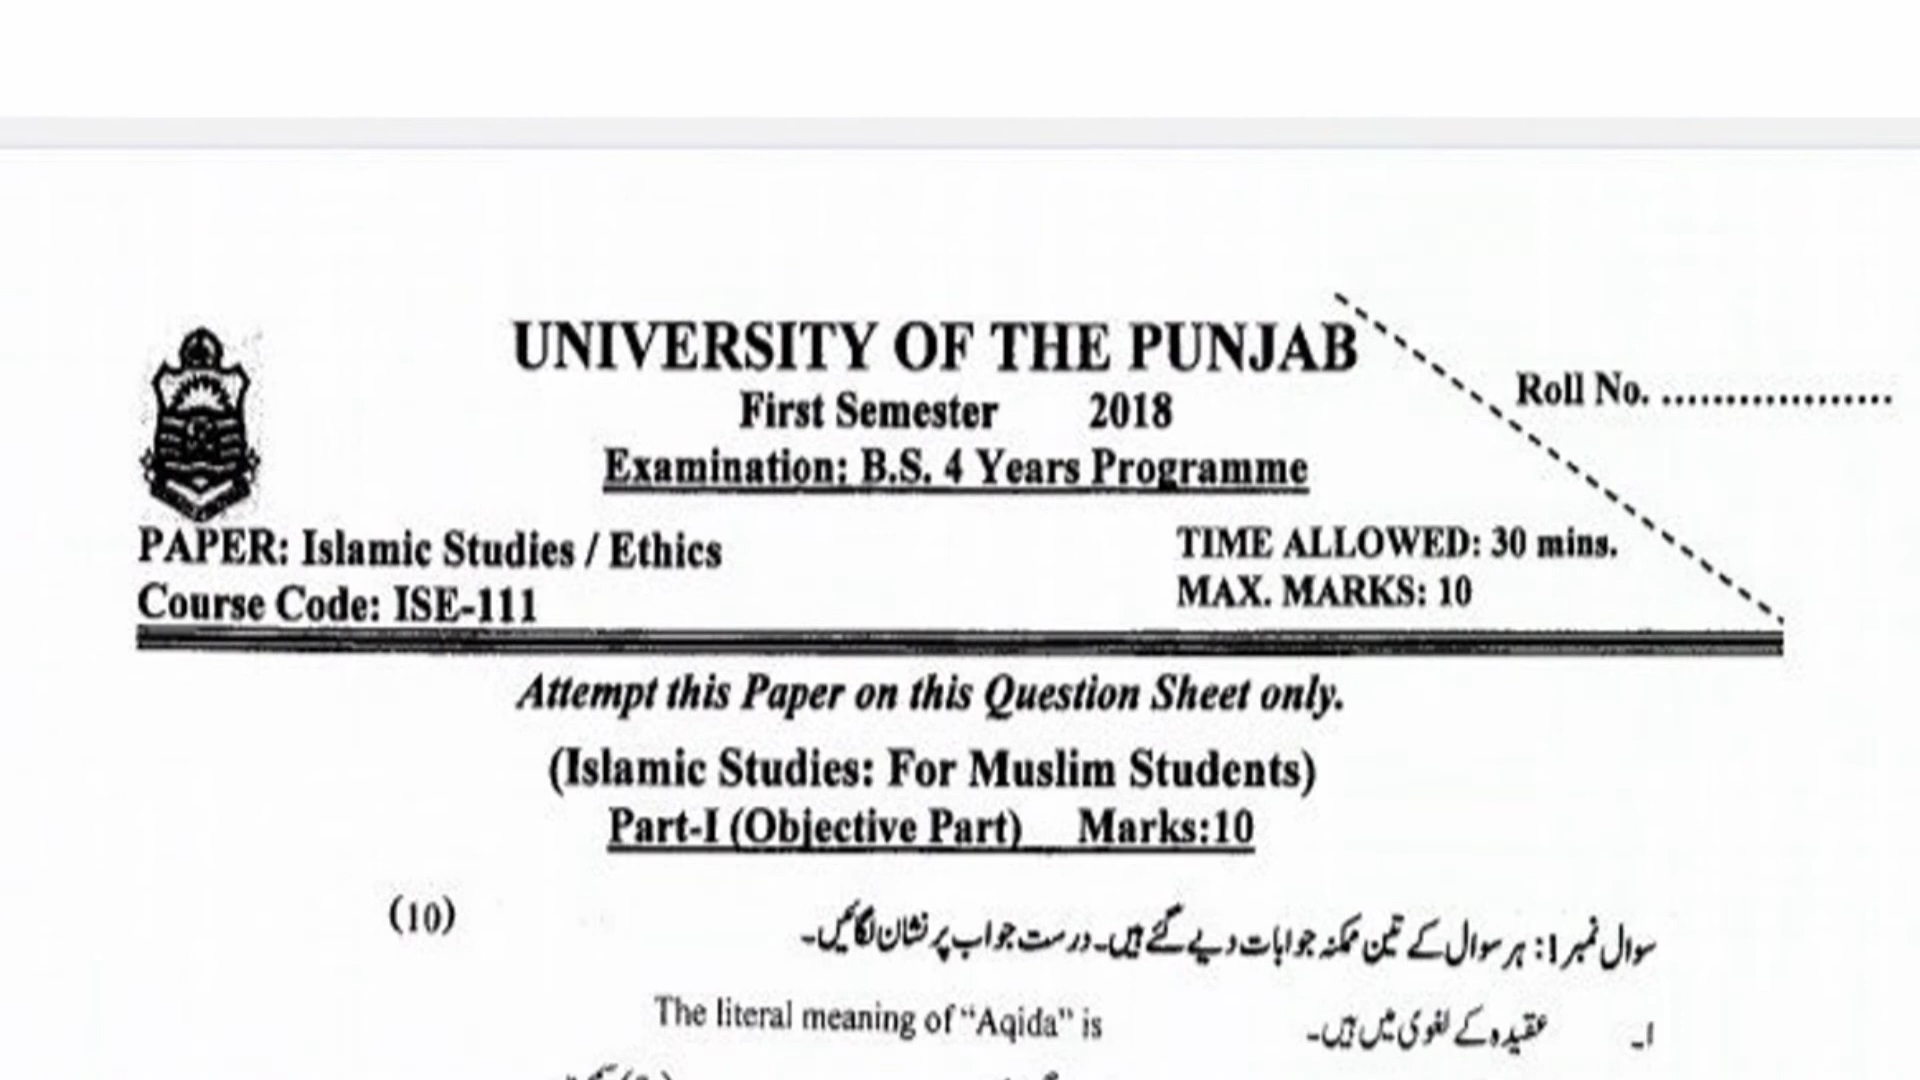 UNIVERSITY OF THE PUNJAB
First Semester 2018
Examination: B.S. 4 Years Programme
Roll No. ..................
PAPER: Islamic Studies / Ethics
TIME ALLOWED: 30 mins.
Course Code: ISE-111
MAX. MARKS: 10
Attempt this Paper on this Question Sheet only.
(Islamic Studies: For Muslim Students)
Part-I (Objective Part) Marks:10
سوال نمبر 1: ہر سوال کے تین ممکنہ جوابات دیے گئے ہیں۔ درست جواب پر نشان لگائیں۔ (10)
۱۔ عقیدہ کے لغوی میں ہیں۔ The literal meaning of “Aqida” is